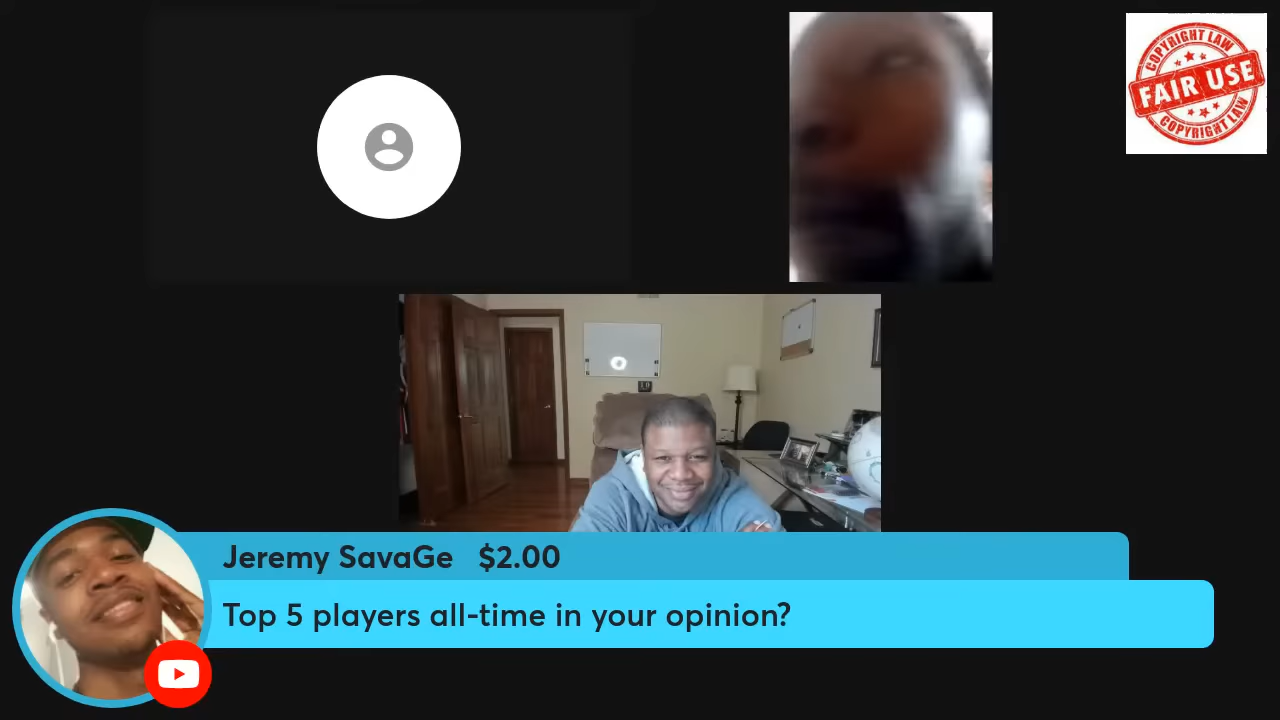 COPYRIGHT LAW
FAIR USE
COPYRIGHT LAW
Jeremy SavaGe $2.00
Top 5 players all-time in your opinion?